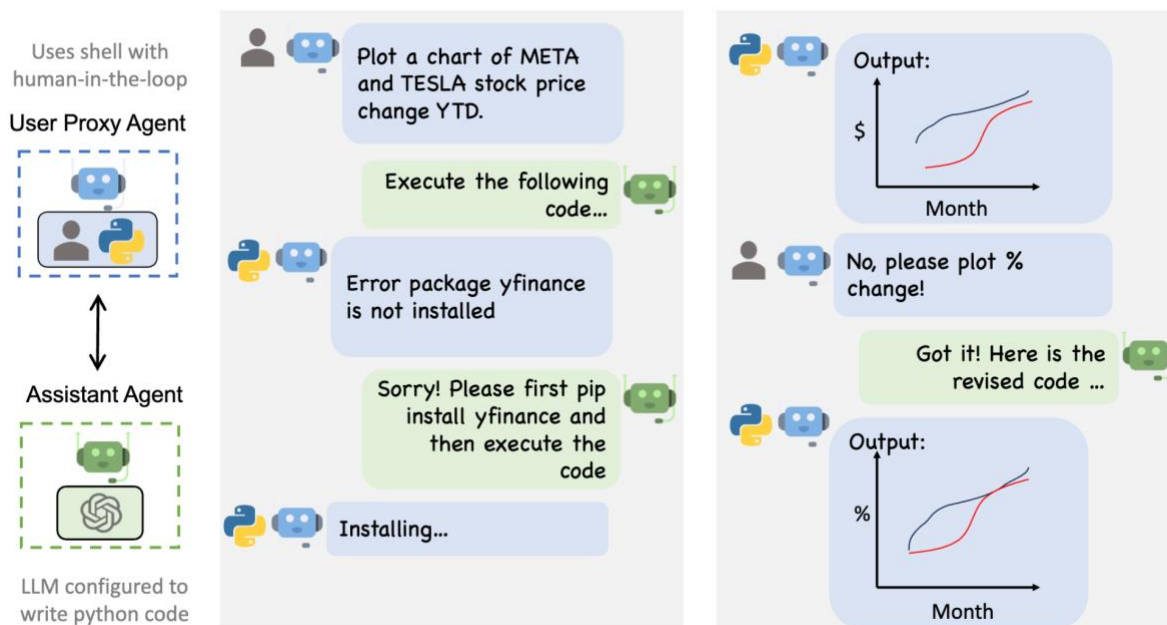 Uses shell with
human-in-the-loop
User Proxy Agent
Assistant Agent
LLM configured to
write python code
Plot a chart of META
and TESLA stock price
change YTD.
Execute the following
code...
Error package yfinance
is not installed
Sorry! Please first pip
install yfinance and
then execute the
code
Installing...
Output:
$
Month
No, please plot %
change!
Got it! Here is the
revised code ...
Output:
%
Month